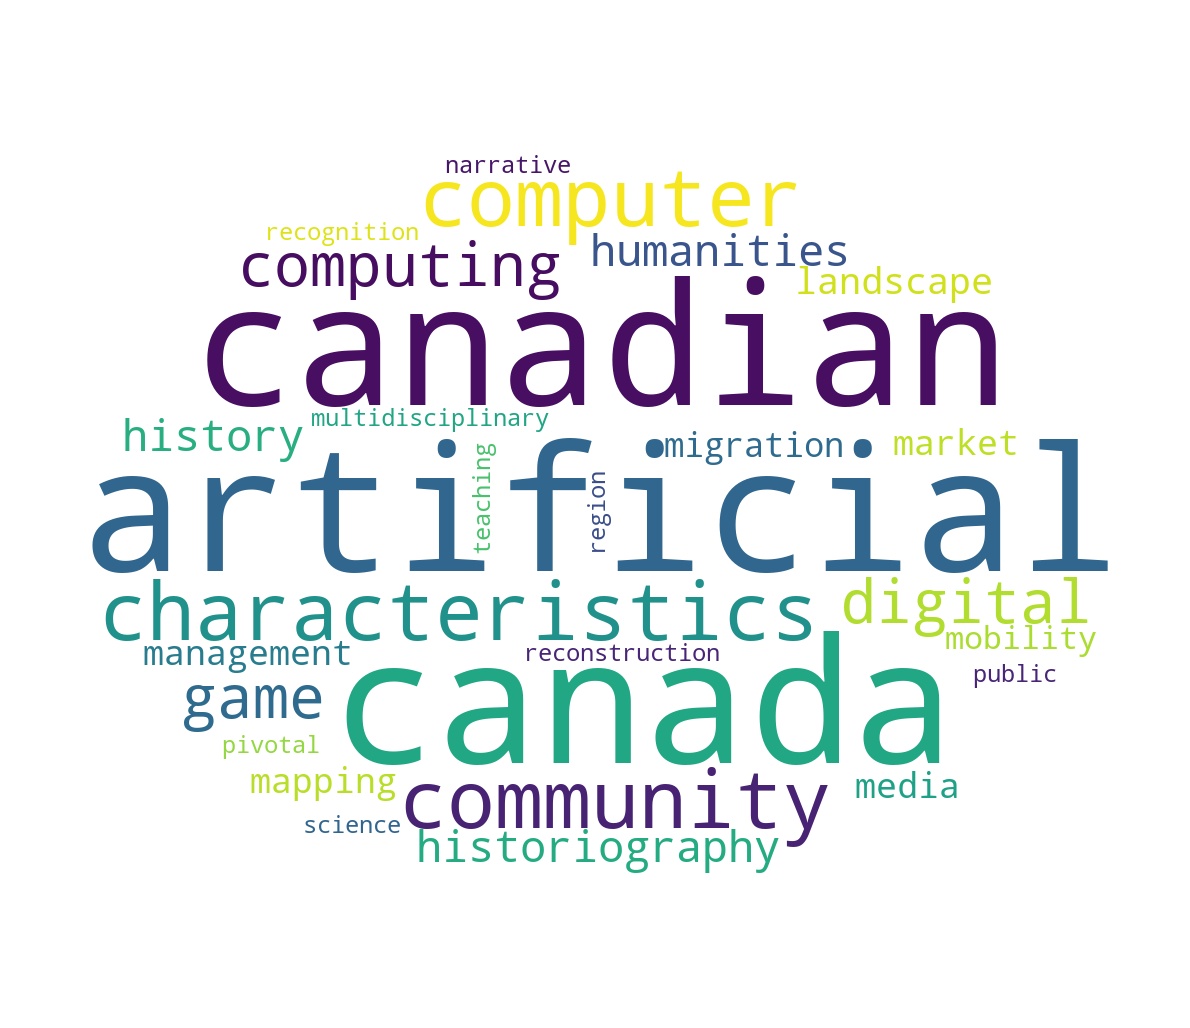 narrative
computer
recognition
humanities
computing
landscape
canadian
multidisciplinary
history
migration
market
artificial
teaching
region
characteristics
digital
mobility
management
reconstruction
public
canada
game
pivotal
mapping
community
media
science
historiography